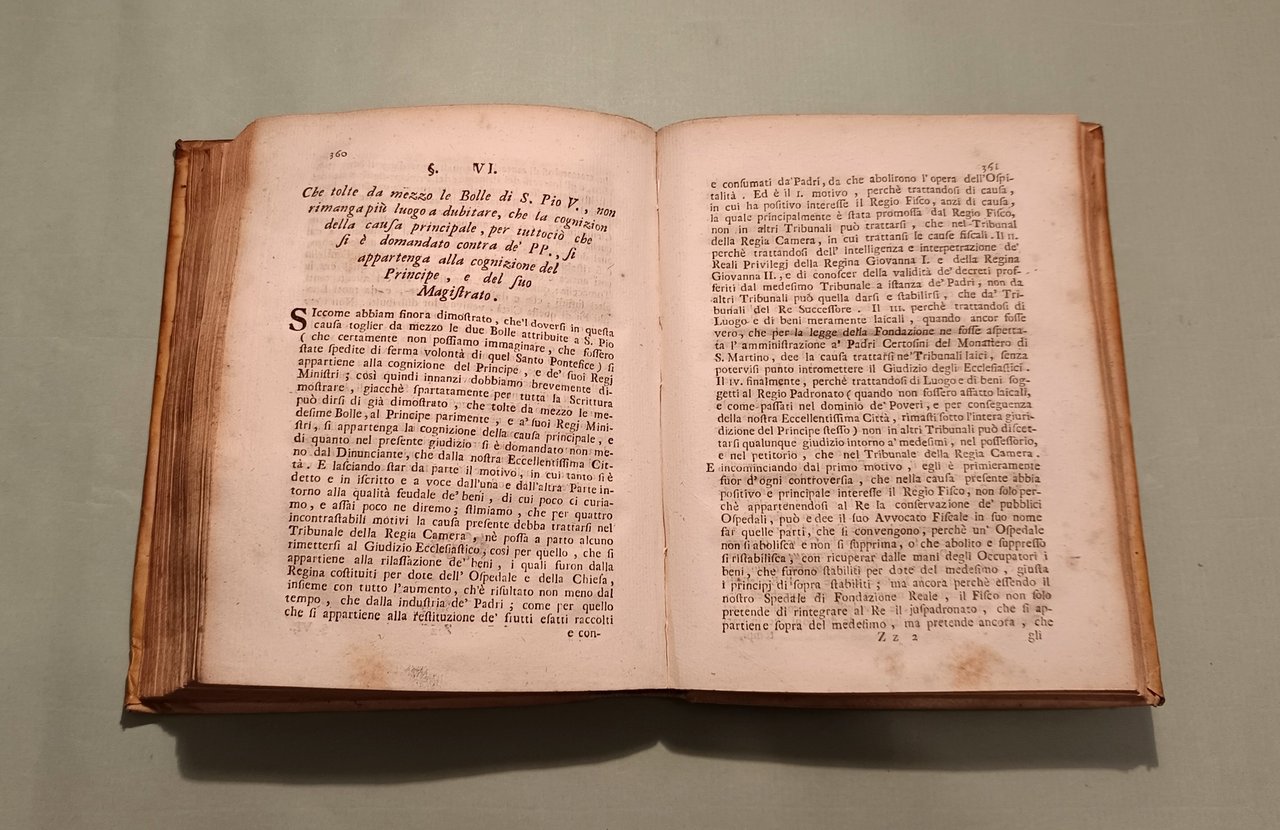 360
§. VI.
Che tolte da mezzo le Bolle di S. Pio V., non
rimanga più luogo a dubitare, che la cognizion
della cauſa principale, per tuttociò che
ſi è domandato contra de' PP., ſi
appartenga alla cognizione del
Principe, e del ſuo
Magiſtrato.
SIccome abbiam finora dimoſtrato, che'l doverſi in queſta
cauſa toglier da mezzo le due Bolle attribuite a S. Pio
( che certamente non poſſiamo immaginare, che foſſero
ſtate ſpedite di ferma volontà di quel Santo Pontefice) ſi
appartiene alla cognizione del Principe, e de' ſuoi Regj
Miniſtri; così quindi innanzi dobbiamo brevemente di-
moſtrare, giacchè ſpartatamente per tutta la Scrittura
può dirſi di già dimoſtrato, che tolte da mezzo le me-
deſime Bolle, al Principe parimente, e a' ſuoi Regj Mini-
ſtri, ſi appartenga la cognizione della cauſa principale, e
di quanto nel preſente giudizio ſi è domandato non me-
no dal Dinunciante, che dalla noſtra Eccellentiſſima Cit-
tà. E laſciando ſtar da parte il motivo, in cui tanto ſi è
detto e in iſcritto e a voce dall'una e dall'altra Parte in-
torno alla qualità feudale de' beni, di cui poco ci curia-
mo, e aſſai poco ne diremo; ſtimiamo, che per quattro
incontraſtabili motivi la cauſa preſente debba trattarſi nel
Tribunale della Regia Camera, nè poſſa a parto alcuno
rimetterſi al Giudizio Eccleſiaſtico, così per quello, che ſi
appartiene alla rilaſſazione de' beni, i quali furon dalla
Regina coſtituiti per dote dell' Oſpedale e della Chieſa,
inſieme con tutto l'aumento, ch'è riſultato non meno dal
tempo, che dalla induſtria de' Padri; come per quello
che ſi appartiene alla reſtituzione de' frutti eſatti raccolti
e con-
361
e conſumati da' Padri, da che abolirono l'opera dell'Oſpi-
talità. Ed è il I. motivo, perchè trattandoſi di cauſa,
in cui ha poſitivo intereſſe il Regio Fiſco, anzi di cauſa,
la quale principalmente è ſtata promoſſa dal Regio Fiſco,
non in altri Tribunali può trattarſi, che nel Tribunal
della Regia Camera, in cui trattanſi le cauſe fiſcali. Il II.
perchè trattandoſi dell' intelligenza e interpetrazione de'
Reali Privilegj della Regina Giovanna I. e della Regina
Giovanna II., e di conoſcer della validità de' decreti prof-
feriti dal medeſimo Tribunale a iſtanza de' Padri, non da
altri Tribunali può quella darſi e ſtabilirſi, che da' Tri-
bunali del Re Succeſſore. Il III. perchè trattandoſi di
Luogo e di beni meramente laicali, quando ancor foſſe
vero, che per la legge della Fondazione ne foſſe aſpetta-
ta l' amminiſtrazione a' Padri Certoſini del Monaſtero di
S. Martino, dee la cauſa trattarſi ne' Tribunali laici, ſenza
poterviſi punto intromettere il Giudizio degli Eccleſiaſtici.
Il IV. finalmente, perchè trattandoſi di Luogo e di beni ſog-
getti al Regio Padronato ( quando non foſſero affatto laicali,
e come paſſati nel dominio de' Poveri, e per conſeguenza
della noſtra Eccellentiſſima Città, rimaſti ſotto l'intera giuri-
dizione del Principe ſteſſo) non in altri Tribunali può diſcet-
tarſi qualunque giudizio intorno a' medeſimi, nel poſſeſſorio,
e nel petitorio, che nel Tribunale della Regia Camera.
E incominciando dal primo motivo, egli è primieramente
fuor d'ogni controverſia, che nella cauſa preſente abbia
poſitivo e principale intereſſe il Regio Fiſco, non ſolo per-
chè appartenendoſi al Re la conſervazione de' pubblici
Oſpedali, può e dee il ſuo Avvocato Fiſcale in ſuo nome
far quelle parti, che ſi convengono, perchè un' Oſpedale
non ſi aboliſca e non ſi ſupprima, o che abolito e ſuppreſſo
ſi riſtabiliſca, con ricuperar dalle mani degli Occupatori i
beni, che furono ſtabiliti per dote del medeſimo, giuſta
i principj di ſopra ſtabiliti; ma ancora perchè eſſendo il
noſtro Spedale di Fondazione Reale, il Fiſco non ſolo
pretende di rintegrare al Re il juſpadronato, che ſi ap-
partiene ſopra del medeſimo, ma pretende ancora, che
Z z 2
gli